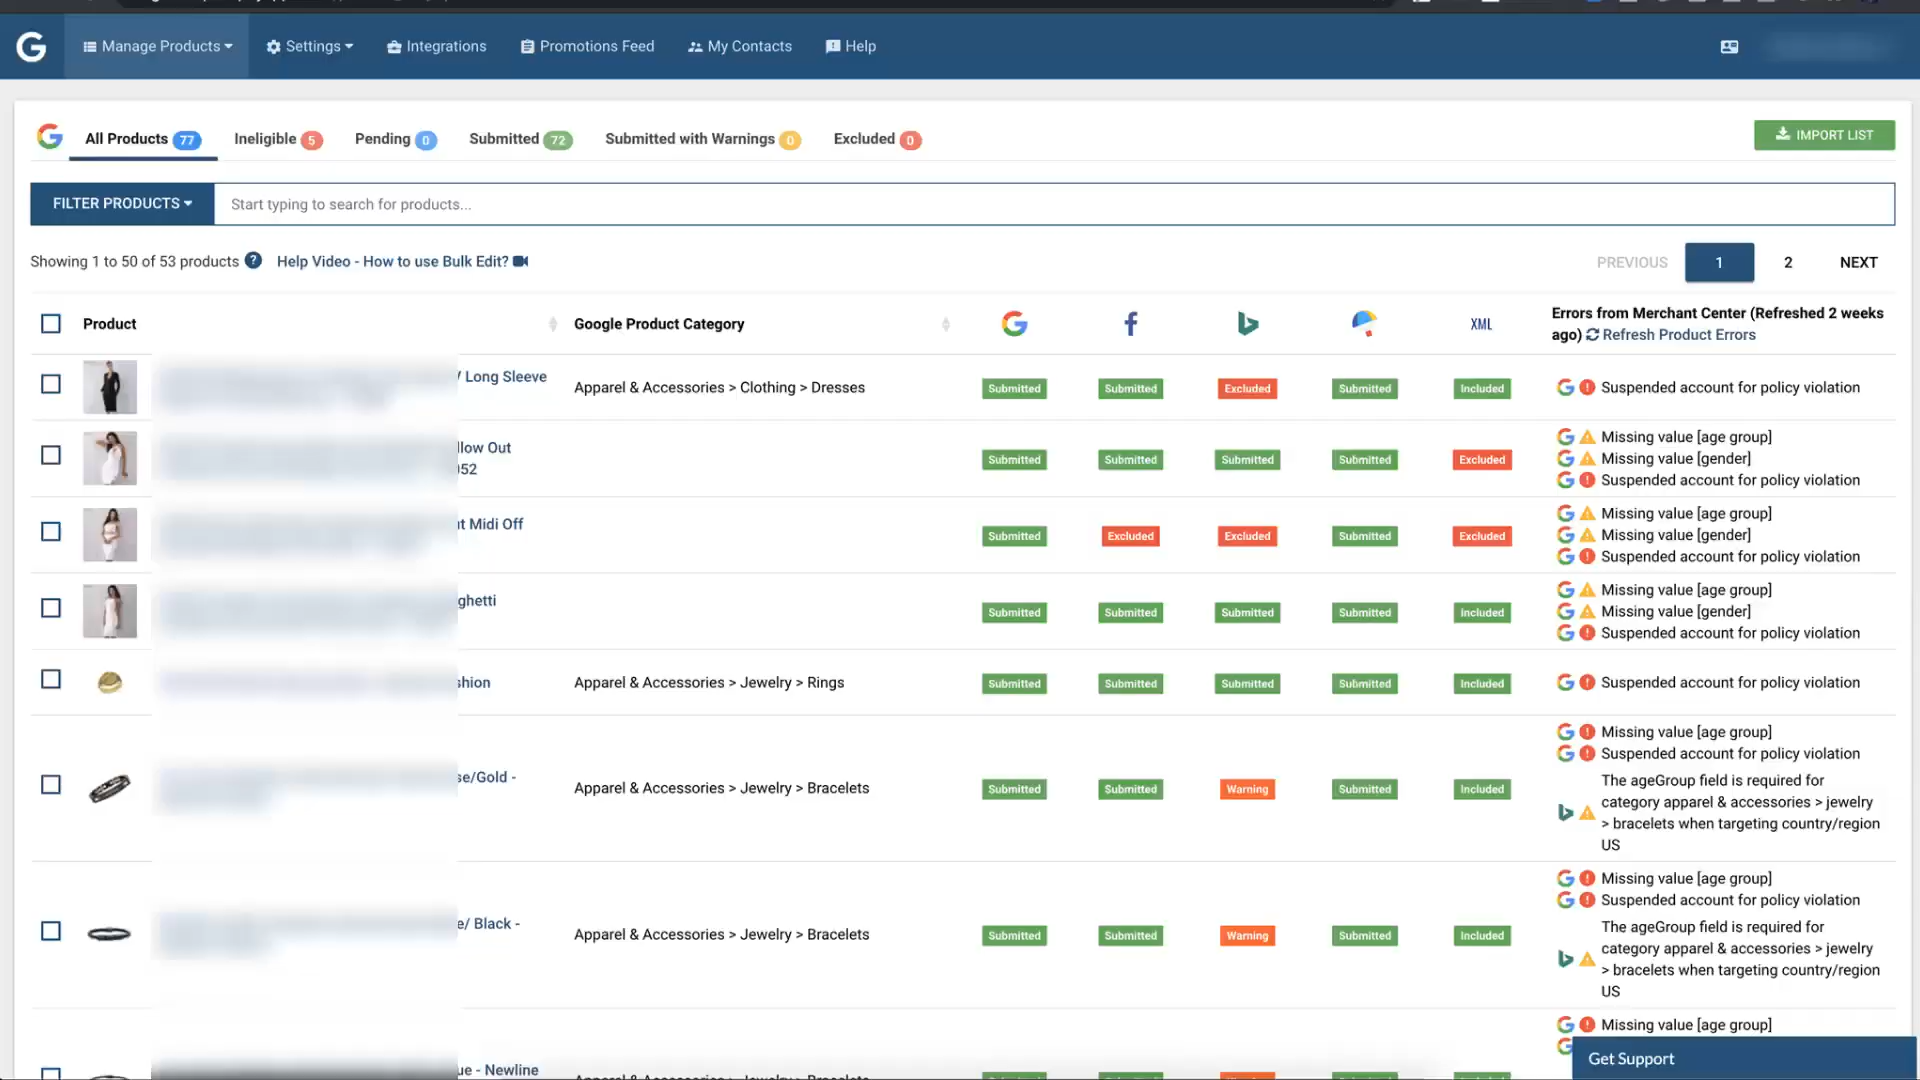 Manage Products Settings Integrations Promotions Feed My Contacts Help
All Products 77 Ineligible 5 Pending 0 Submitted 72 Submitted with Warnings 0 Excluded 0 IMPORT LIST
FILTER PRODUCTS Start typing to search for products...
Showing 1 to 50 of 53 products ? Help Video - How to use Bulk Edit? PREVIOUS 1 2 NEXT
Product Google Product Category XML Errors from Merchant Center (Refreshed 2 weeks
ago) Refresh Product Errors
Long Sleeve Apparel & Accessories > Clothing > Dresses Submitted Submitted Excluded Submitted Included Suspended account for policy violation
llow Out
052
Submitted Submitted Submitted Submitted Excluded
Missing value [age group]
Missing value [gender]
Suspended account for policy violation
t Midi Off
Submitted Excluded Excluded Submitted Excluded
Missing value [age group]
Missing value [gender]
Suspended account for policy violation
ghetti
Submitted Submitted Submitted Submitted Included
Missing value [age group]
Missing value [gender]
Suspended account for policy violation
shion Apparel & Accessories > Jewelry > Rings Submitted Submitted Submitted Submitted Included Suspended account for policy violation
se/Gold - Apparel & Accessories > Jewelry > Bracelets Submitted Submitted Warning Submitted Included
Missing value [age group]
Suspended account for policy violation
The ageGroup field is required for
category apparel & accessories > jewelry
> bracelets when targeting country/region
US
e/ Black - Apparel & Accessories > Jewelry > Bracelets Submitted Submitted Warning Submitted Included
Missing value [age group]
Suspended account for policy violation
The ageGroup field is required for
category apparel & accessories > jewelry
> bracelets when targeting country/region
US
Missing value [age group]
ue - Newline Apparel & Accessories > Jewelry > Bracelets
Get Support